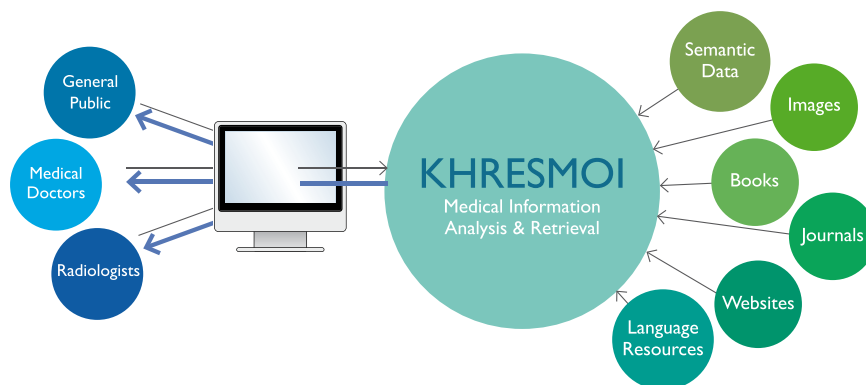 General
Public
Medical
Doctors
Radiologists
KHRESMOI
Medical Information
Analysis & Retrieval
Semantic
Data
Images
Books
Journals
Websites
Language
Resources